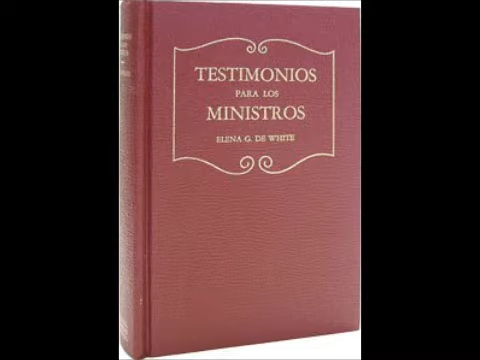 TESTIMONIOS
PARA LOS
MINISTROS
ELENA G. DE WHITE